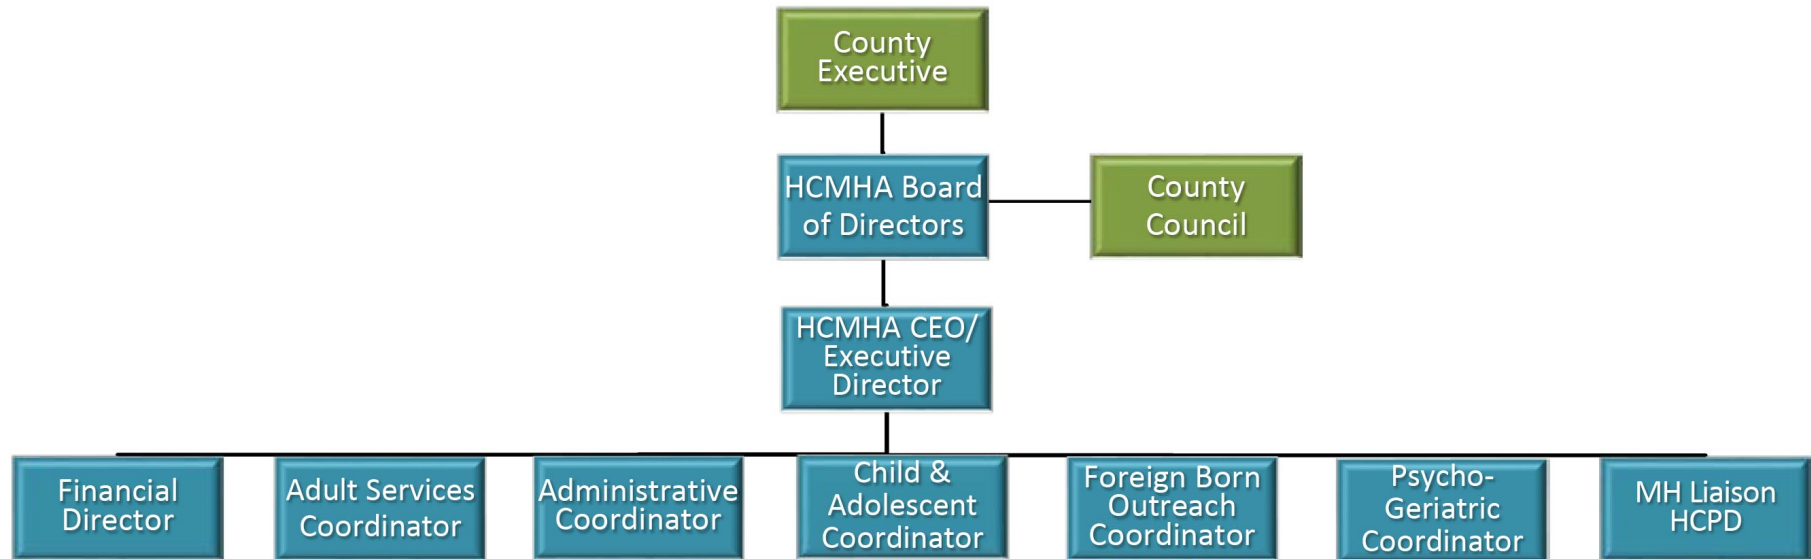 County
Executive
HCMHA Board
of Directors
County
Council
HCMHA CEO/
Executive
Director
Financial
Director
Adult Services
Coordinator
Administrative
Coordinator
Child &
Adolescent
Coordinator
Foreign Born
Outreach
Coordinator
Psycho-
Geriatric
Coordinator
MH Liaison
HCPD